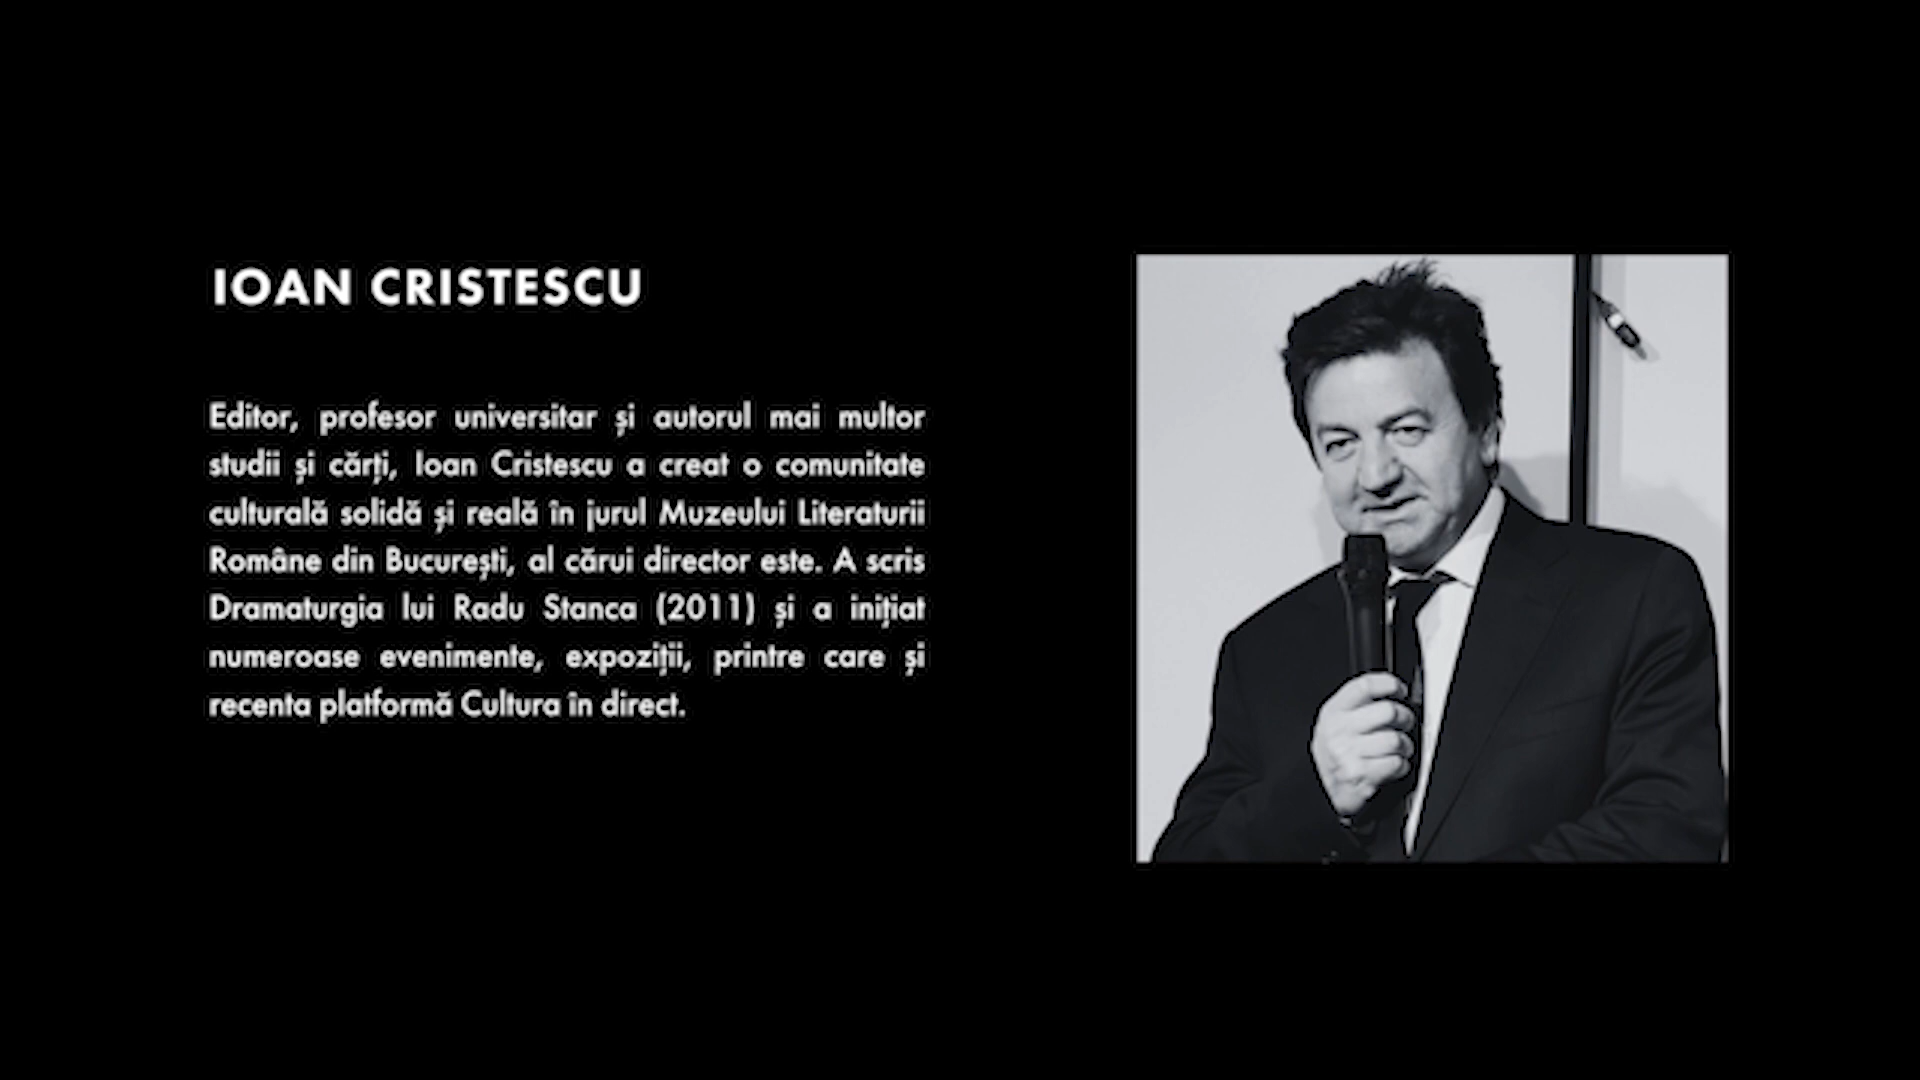 IOAN CRISTESCU
Editor, profesor universitar și autorul mai multor
studii și cărți, Ioan Cristescu a creat o comunitate
culturală solidă și reală în jurul Muzeului Literaturii
Române din București, al cărui director este. A scris
Dramaturgia lui Radu Stanca (2011) și a inițiat
numeroase evenimente, expoziții, printre care și
recenta platformă Cultura în direct.